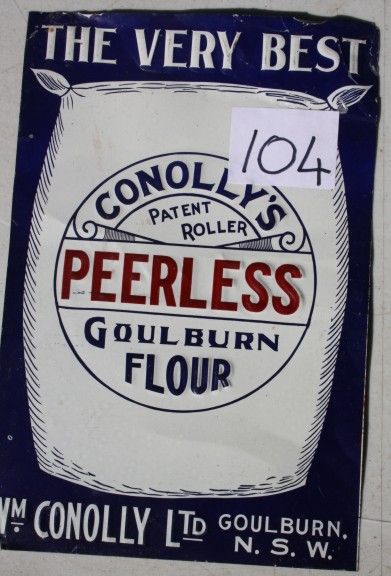 THE VERY BEST
104
CONOLLY'S
PATENT
ROLLER
PEERLESS
GOULBURN
FLOUR
WM CONOLLY LTD GOULBURN,
N. S. W.